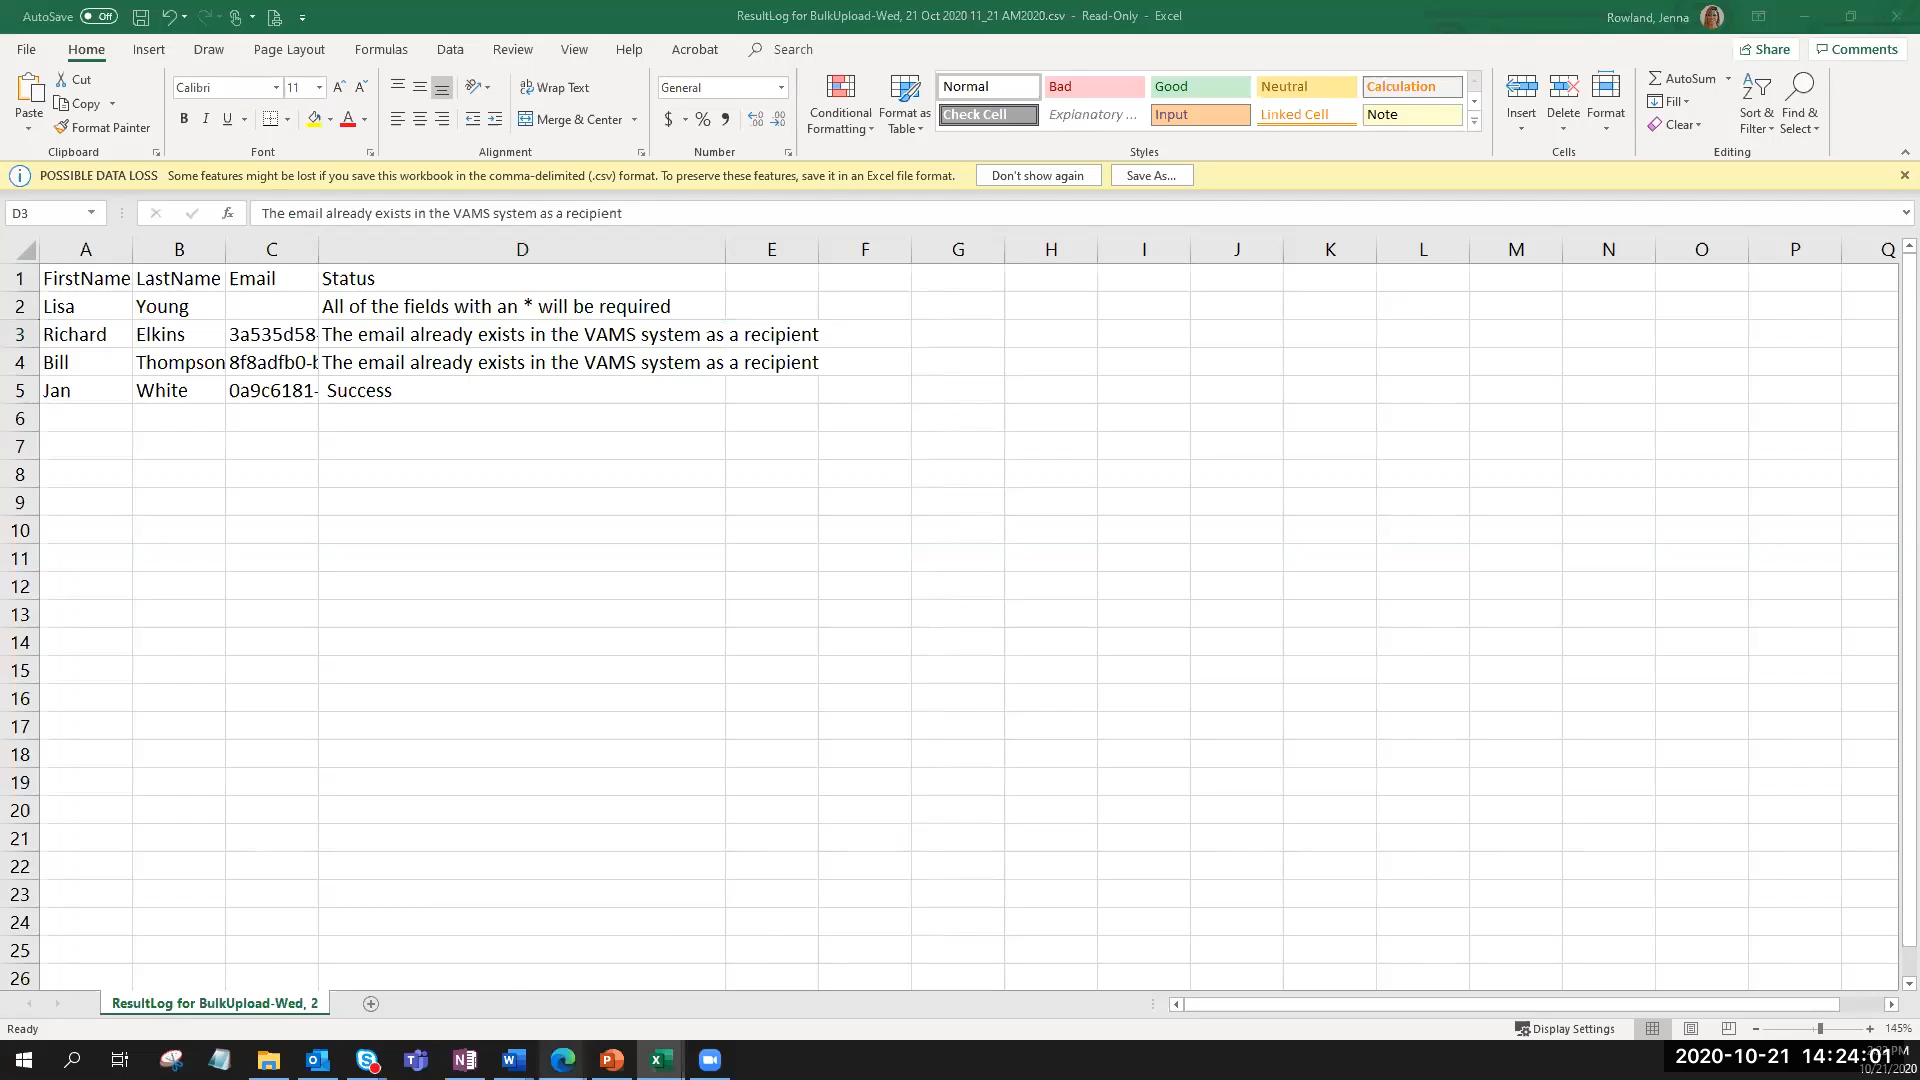 AutoSave Off ResultLog for BulkUpload-Wed, 21 Oct 2020 11_21 AM2020.csv - Read-Only - Excel Rowland, Jenna
File Home Insert Draw Page Layout Formulas Data Review View Help Acrobat Search Share Comments
Paste Cut Copy Format Painter
Clipboard
Calibri 11 A A B I U A
Font
ab Wrap Text Merge & Center
Alignment
General $ % 9
Number
Conditional Formatting Format as Table
Normal Bad Good Neutral Calculation
Check Cell Explanatory ... Input Linked Cell Note
Styles
Insert Delete Format
Cells
AutoSum Fill Clear Sort & Filter Find & Select
Editing
POSSIBLE DATA LOSS Some features might be lost if you save this workbook in the comma-delimited (.csv) format. To preserve these features, save it in an Excel file format. Don't show again Save As...
D3 fx The email already exists in the VAMS system as a recipient
A B C D E F G H I J K L M N O P Q
1 FirstName LastName Email Status
2 Lisa Young All of the fields with an * will be required
3 Richard Elkins 3a535d58- The email already exists in the VAMS system as a recipient
4 Bill Thompson 8f8adfb0-b The email already exists in the VAMS system as a recipient
5 Jan White 0a9c6181- Success
6
7
8
9
10
11
12
13
14
15
16
17
18
19
20
21
22
23
24
25
26
ResultLog for BulkUpload-Wed, 2
Ready Display Settings 145%
2020-10-21 14:24:01
10/21/2020